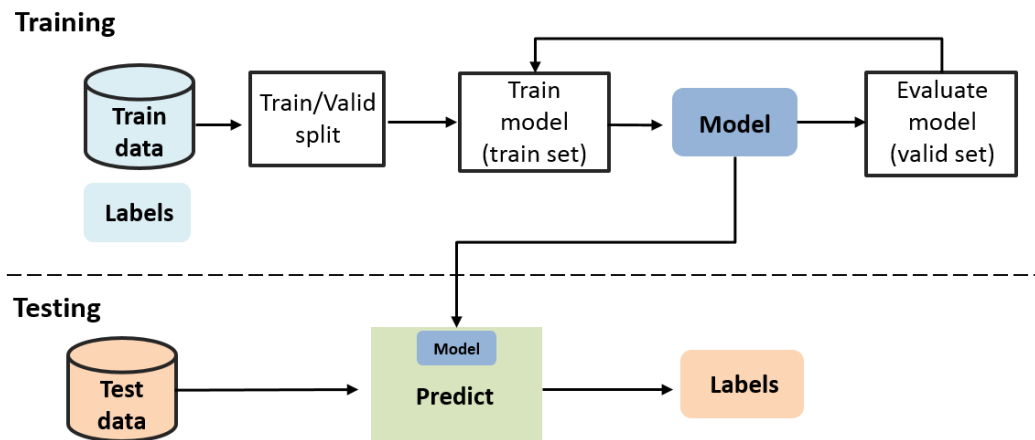 Training
Train
data
Labels
Train/Valid
split
Train
model
(train set)
Model
Evaluate
model
(valid set)
Testing
Test
data
Model
Predict
Labels